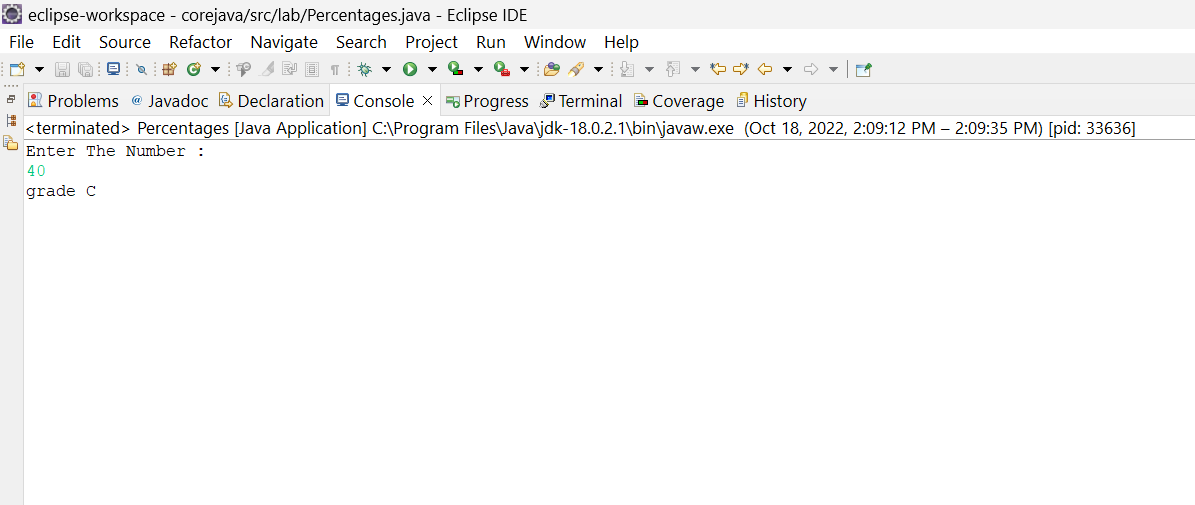 eclipse-workspace - corejava/src/lab/Percentages.java - Eclipse IDE
File Edit Source Refactor Navigate Search Project Run Window Help
Problems @ Javadoc Declaration Console × Progress Terminal Coverage History
<terminated> Percentages [Java Application] C:\Program Files\Java\jdk-18.0.2.1\bin\javaw.exe (Oct 18, 2022, 2:09:12 PM – 2:09:35 PM) [pid: 33636]
Enter The Number :
40
grade C